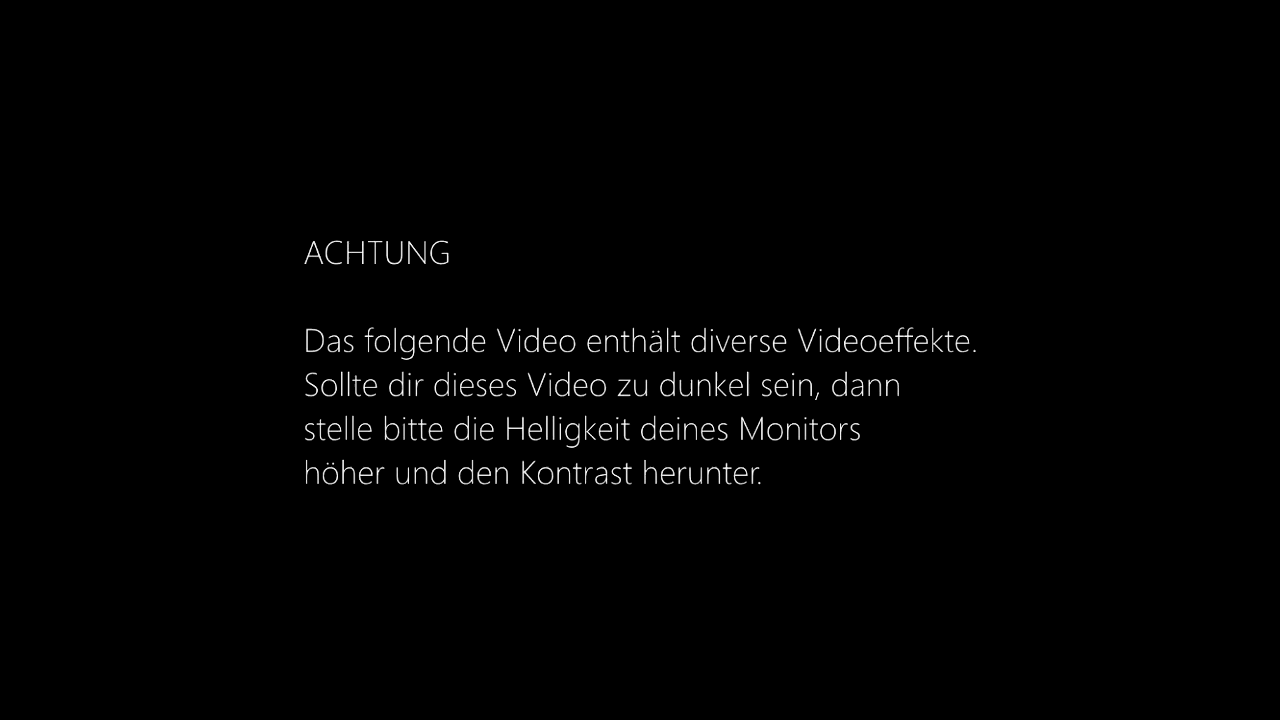 ACHTUNG
Das folgende Video enthält diverse Videoeffekte.
Sollte dir dieses Video zu dunkel sein, dann
stelle bitte die Helligkeit deines Monitors
höher und den Kontrast herunter.